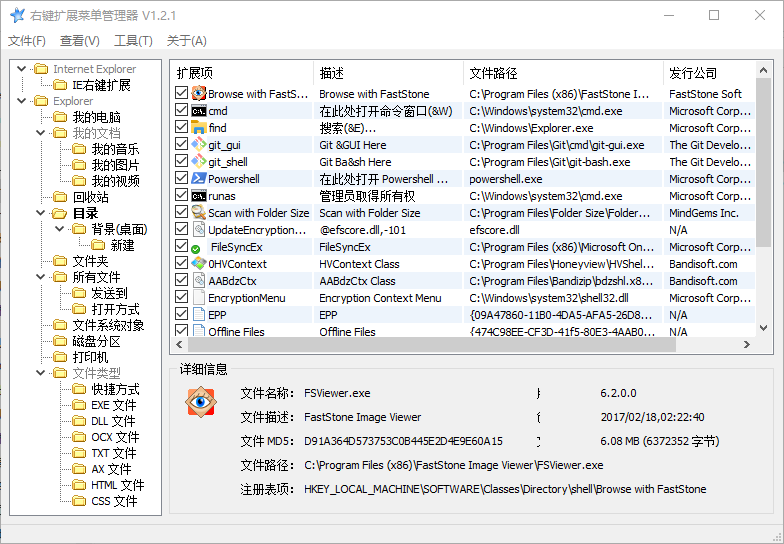 右键扩展菜单管理器 V1.2.1
文件(F) 查看(V) 工具(T) 关于(A)
Internet Explorer
IE右键扩展
Explorer
我的电脑
我的文档
我的音乐
我的图片
我的视频
回收站
目录
背景(桌面)
新建
文件夹
所有文件
发送到
打开方式
文件系统对象
磁盘分区
打印机
文件类型
快捷方式
EXE 文件
DLL 文件
OCX 文件
TXT 文件
AX 文件
HTML 文件
CSS 文件
扩展项 描述 文件路径 发行公司
Browse with FastS... Browse with FastStone C:\Program Files (x86)\FastStone I... FastStone Soft
cmd 在此处打开命令窗口(&W) C:\Windows\system32\cmd.exe Microsoft Corp...
find 搜索(&E)... C:\Windows\Explorer.exe Microsoft Corp...
git_gui Git &GUI Here C:\Program Files\Git\cmd\git-gui.exe The Git Develo...
git_shell Git Ba&sh Here C:\Program Files\Git\git-bash.exe The Git Develo...
Powershell 在此处打开 Powershell ... powershell.exe Microsoft Corp...
runas 管理员取得所有权 C:\Windows\system32\cmd.exe Microsoft Corp...
Scan with Folder Size Scan with Folder Size C:\Program Files\Folder Size\Folder... MindGems Inc.
UpdateEncryption... @efscore.dll,-101 efscore.dll N/A
FileSyncEx FileSyncEx C:\Program Files (x86)\Microsoft On... Microsoft Corp...
0HVContext HVContext Class C:\Program Files\Honeyview\HVShel... Bandisoft.com
AABdzCtx AABdzCtx Class C:\Program Files\Bandizip\bdzshl.x8... Bandisoft.com
EncryptionMenu Encryption Context Menu C:\Windows\system32\shell32.dll Microsoft Corp...
EPP EPP {09A47860-11B0-4DA5-AFA5-26D8... N/A
Offline Files Offline Files {474C98EE-CF3D-41f5-80E3-4AAB0... N/A
详细信息
文件名称: FSViewer.exe 6.2.0.0
文件描述: FastStone Image Viewer 2017/02/18,02:22:40
文件 MD5: D91A364D573753C0B445E2D4E9E60A15 6.08 MB (6372352 字节)
文件路径: C:\Program Files (x86)\FastStone Image Viewer\FSViewer.exe
注册表项: HKEY_LOCAL_MACHINE\SOFTWARE\Classes\Directory\shell\Browse with FastStone